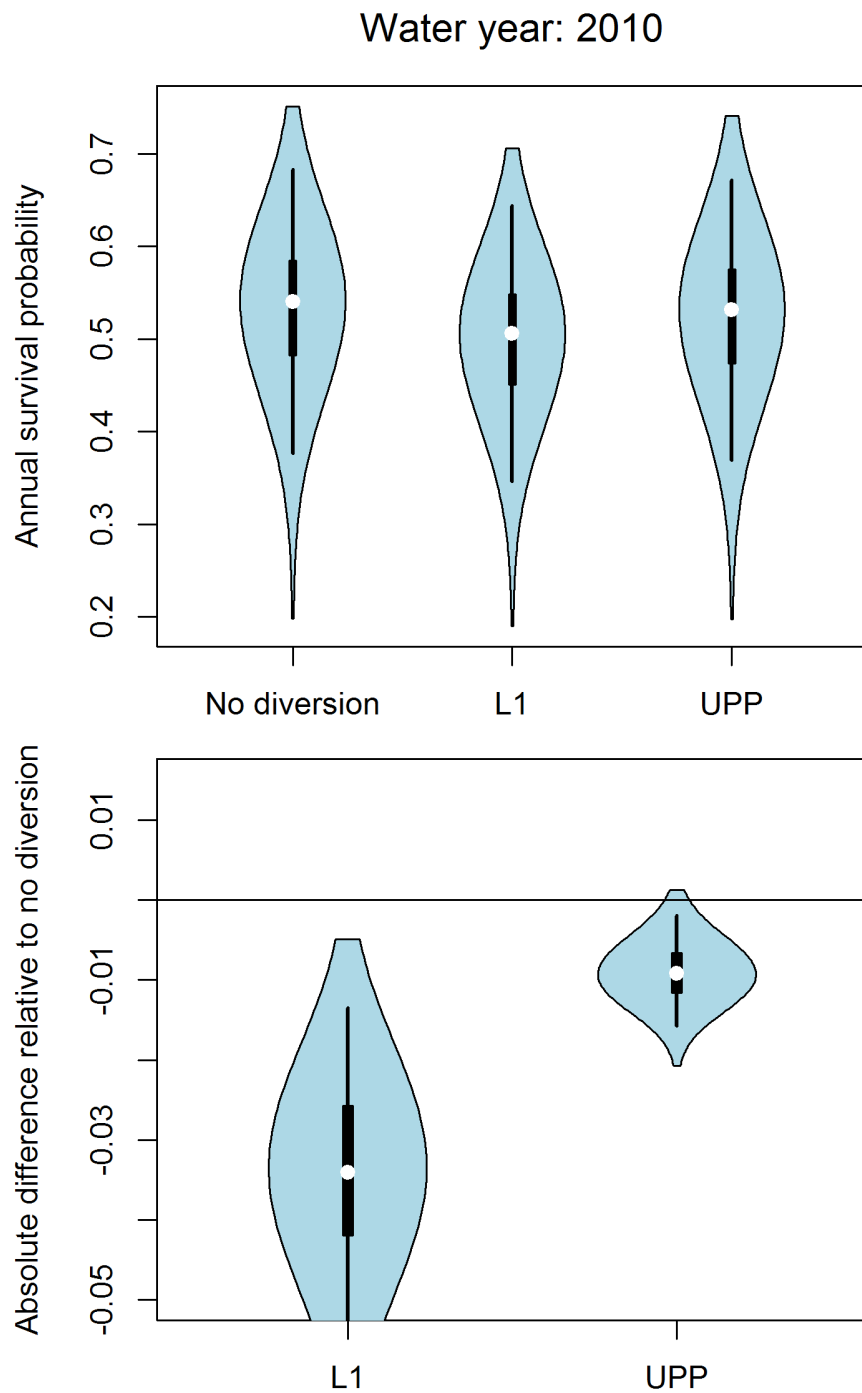 Water year: 2010
Annual survival probability
0.7
0.6
0.5
0.4
0.3
0.2
No diversion L1 UPP
Absolute difference relative to no diversion
0.01
-0.01
-0.03
-0.05
L1 UPP